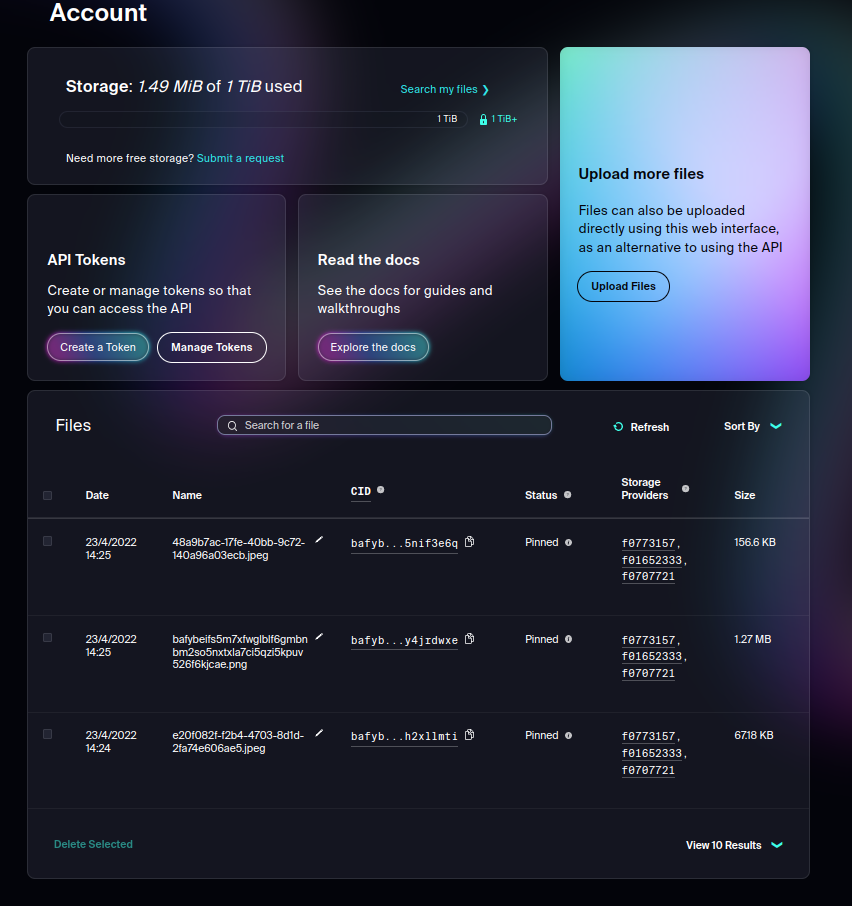 Account
Storage: 1.49 MiB of 1 TiB used
Search my files ❯
1 TiB
1 TiB+
Need more free storage? Submit a request
Upload more files
Files can also be uploaded
directly using this web interface,
as an alternative to using the API
Upload Files
API Tokens
Create or manage tokens so that
you can access the API
Create a Token
Manage Tokens
Read the docs
See the docs for guides and
walkthroughs
Explore the docs
Files
Search for a file
Refresh
Sort By
Date
Name
CID
Status
Storage
Providers
Size
23/4/2022
14:25
48a9b7ac-17fe-40bb-9c72-
140a96a03ecb.jpeg
bafyb...5nif3e6q
Pinned
f0773157,
f01652333,
f0707721
156.6 KB
23/4/2022
14:25
bafybeifs5m7xfwglblf6gmbn
bm2so5nxtxla7ci5qzi5kpuv
526f6kjcae.png
bafyb...y4jrdwxe
Pinned
f0773157,
f01652333,
f0707721
1.27 MB
23/4/2022
14:24
e20f082f-f2b4-4703-8d1d-
2fa74e606ae5.jpeg
bafyb...h2xllmti
Pinned
f0773157,
f01652333,
f0707721
67.18 KB
Delete Selected
View 10 Results